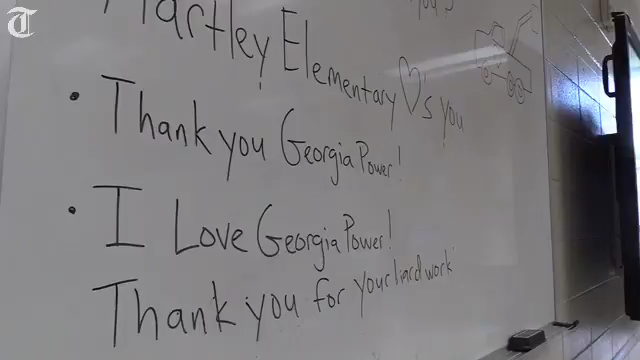 T
Hartley Elementary ♡'s you
• Thank you Georgia Power!
• I Love Georgia Power!
Thank you for your hard work